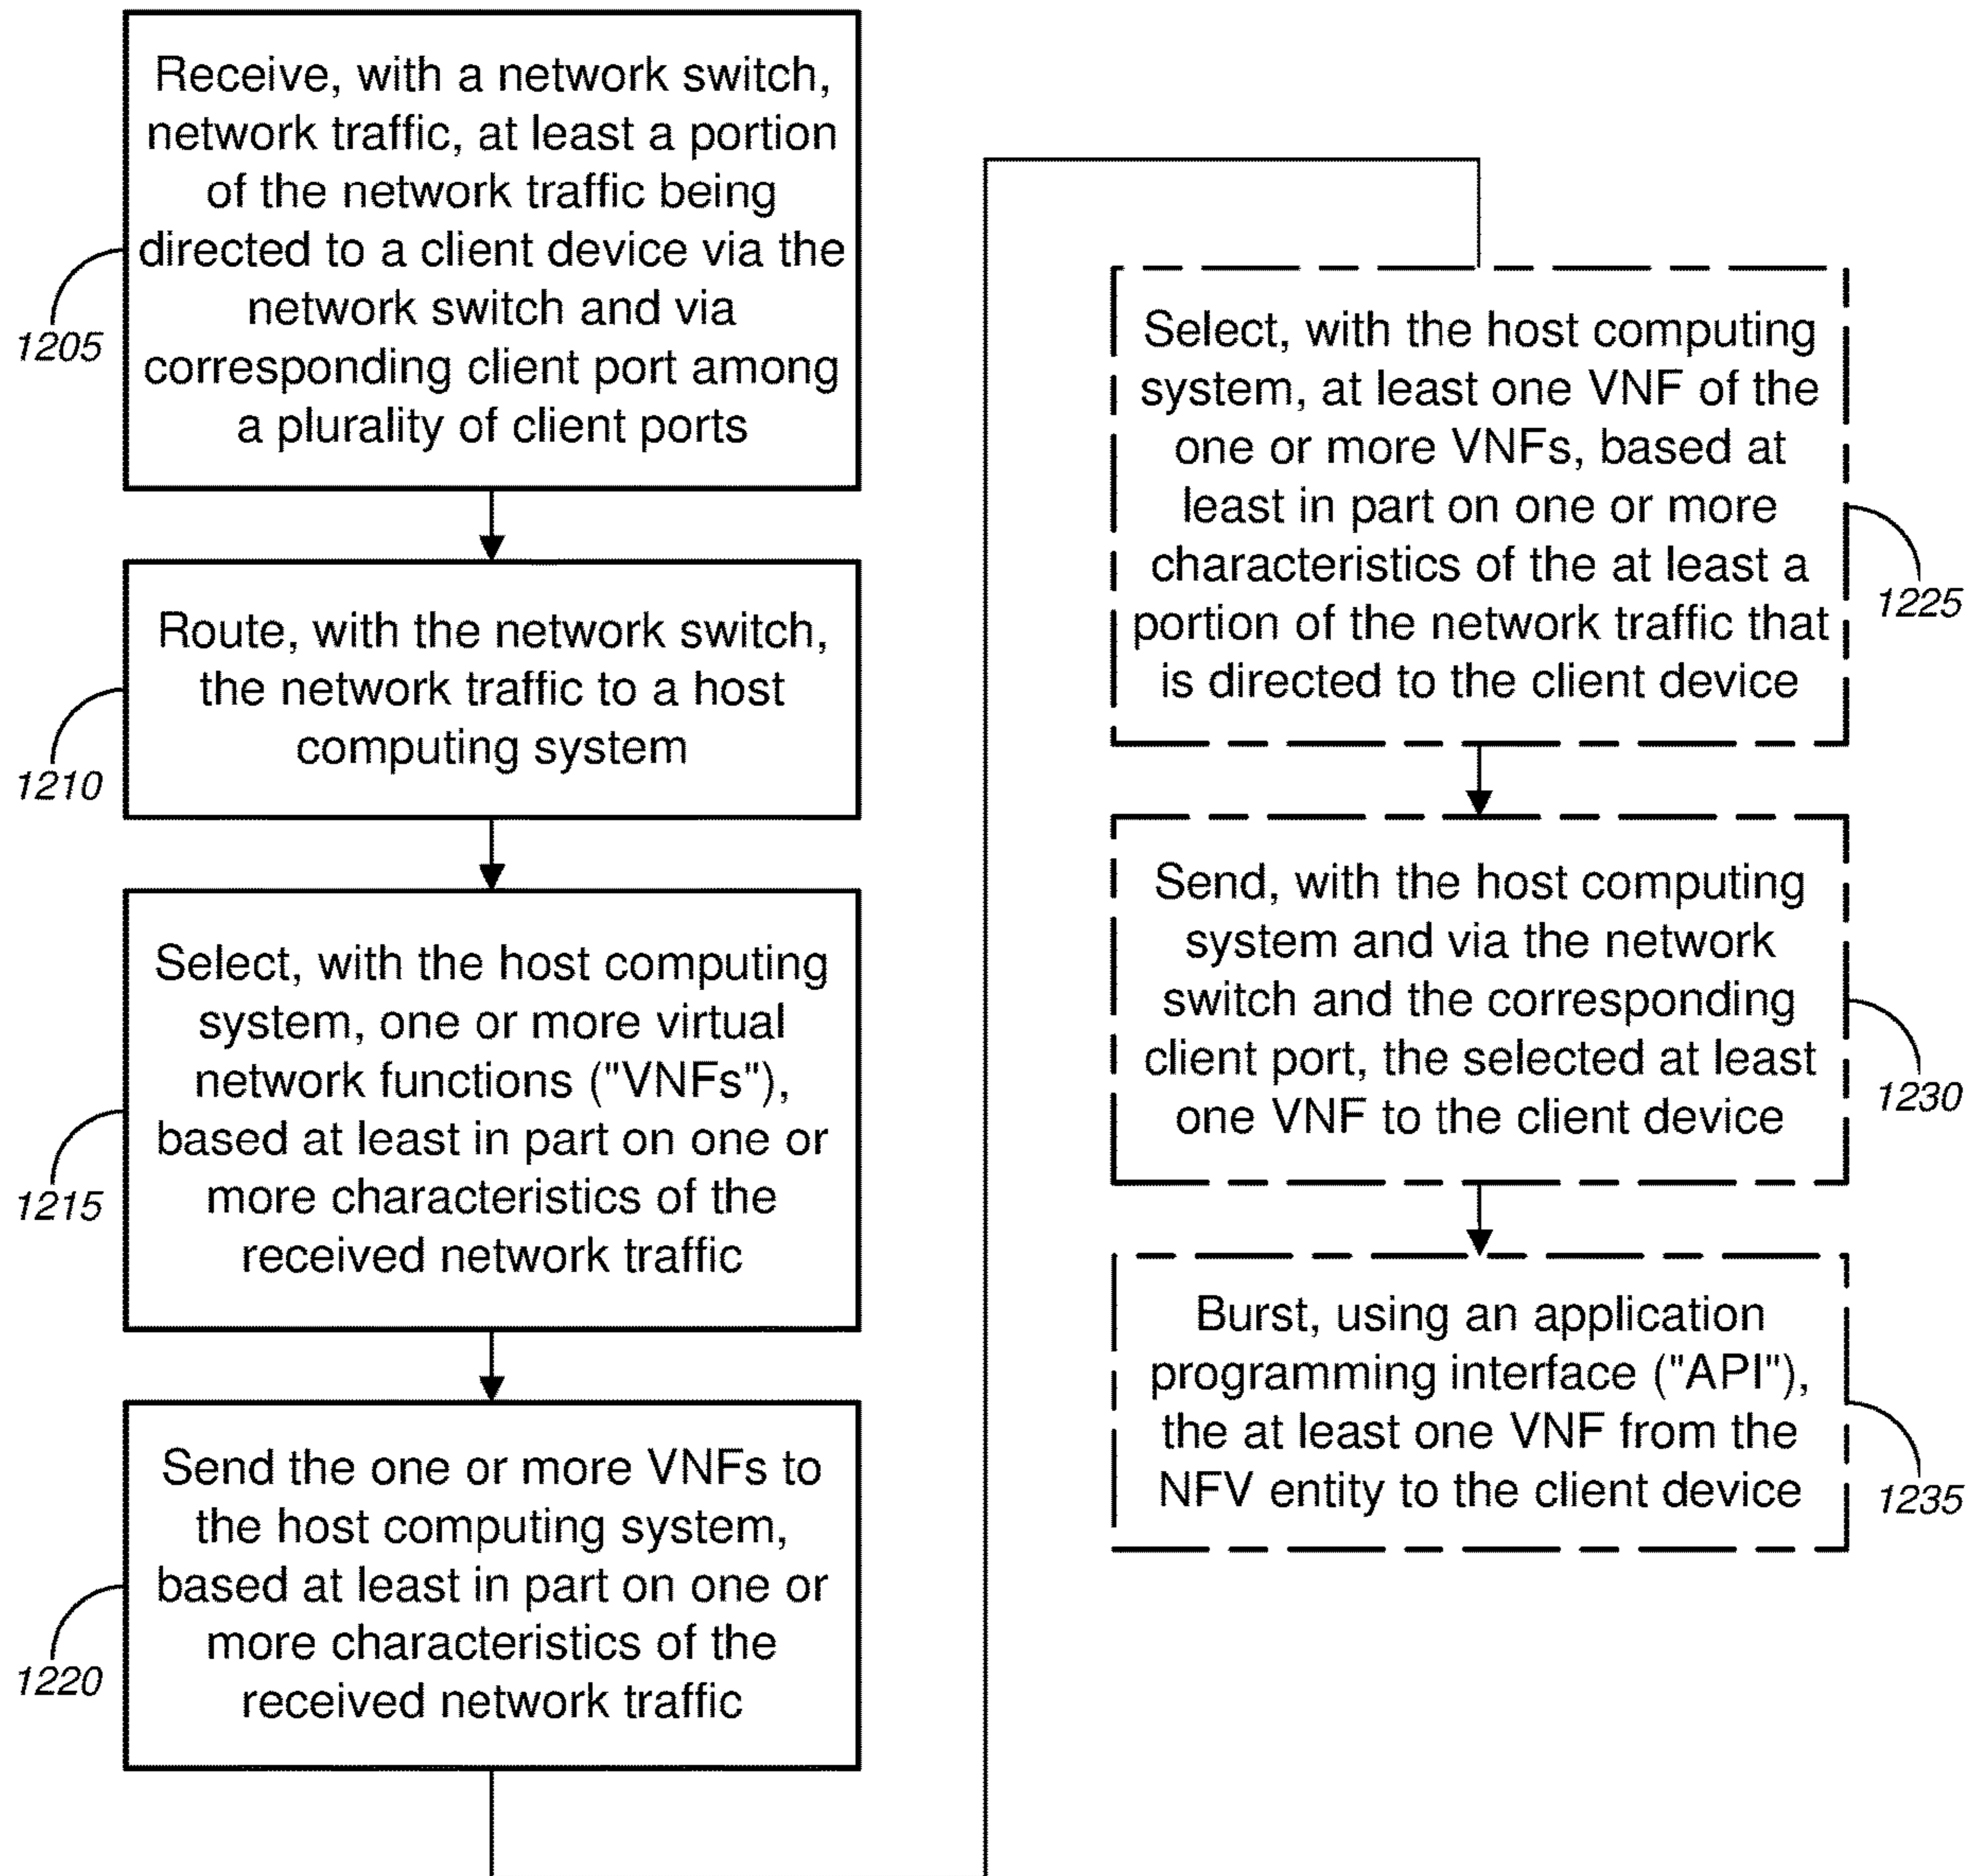 Receive, with a network switch,
network traffic, at least a portion
of the network traffic being
directed to a client device via the
network switch and via
corresponding client port among
a plurality of client ports
1205
Route, with the network switch,
the network traffic to a host
computing system
1210
Select, with the host computing
system, one or more virtual
network functions ("VNFs"),
based at least in part on one or
more characteristics of the
received network traffic
1215
Send the one or more VNFs to
the host computing system,
based at least in part on one or
more characteristics of the
received network traffic
1220
Select, with the host computing
system, at least one VNF of the
one or more VNFs, based at
least in part on one or more
characteristics of the at least a
portion of the network traffic that
is directed to the client device
1225
Send, with the host computing
system and via the network
switch and the corresponding
client port, the selected at least
one VNF to the client device
1230
Burst, using an application
programming interface ("API"),
the at least one VNF from the
NFV entity to the client device
1235